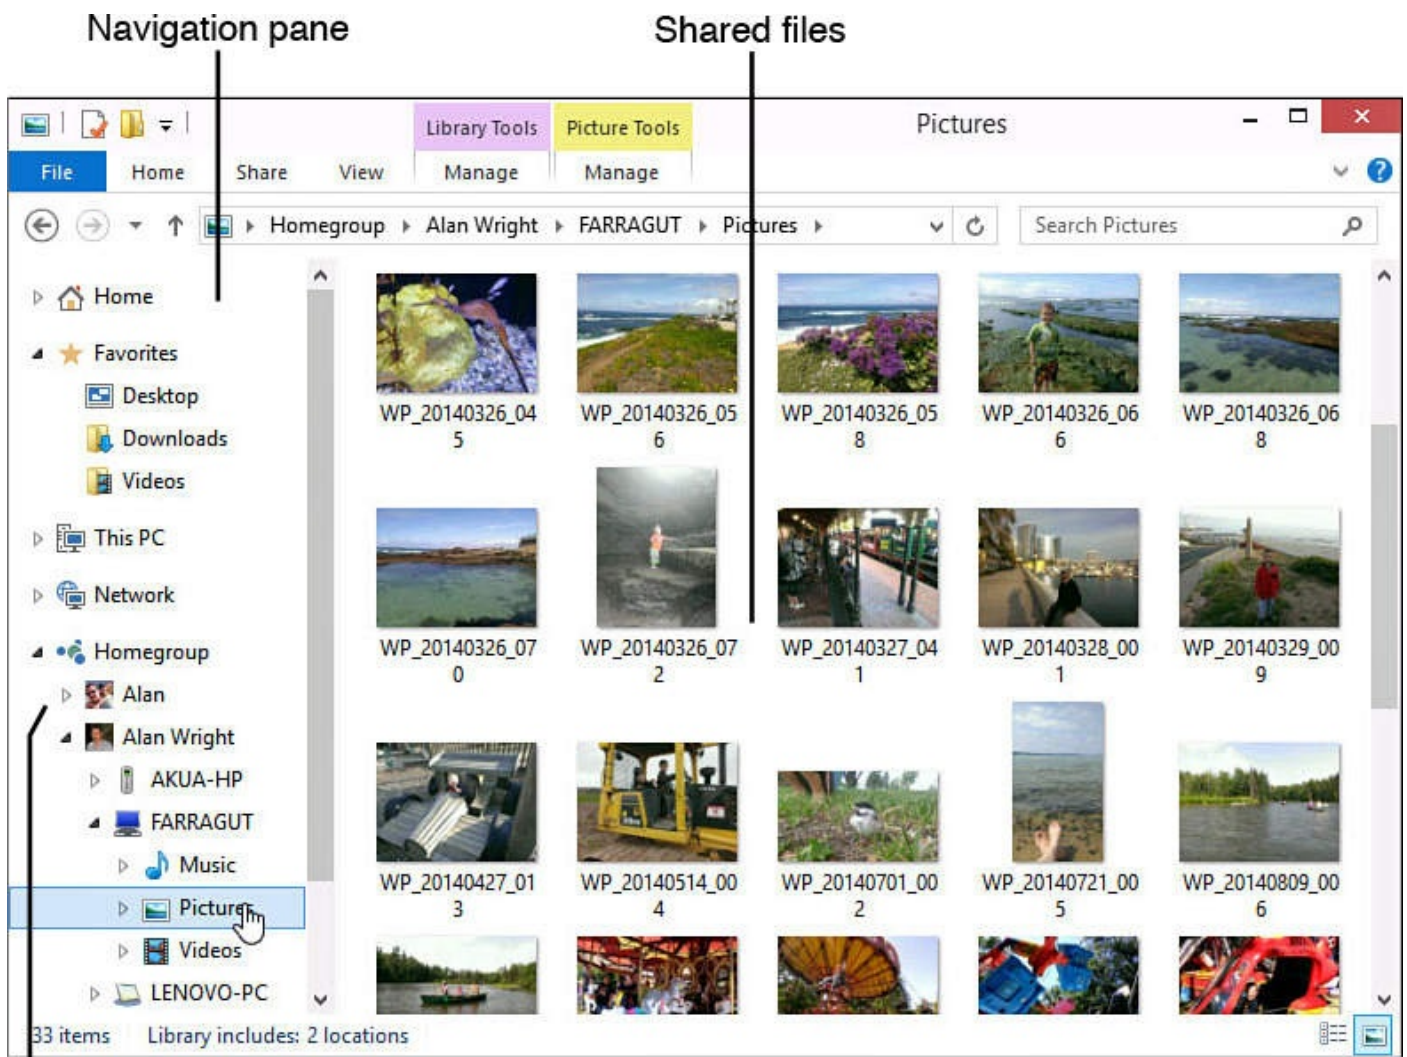 Navigation pane
Shared files
Library Tools
Picture Tools
Pictures
File
Home
Share
View
Manage
Manage
Homegroup
Alan Wright
FARRAGUT
Pictures
Search Pictures
Home
Favorites
Desktop
Downloads
Videos
This PC
Network
Homegroup
Alan
Alan Wright
AKUA-HP
FARRAGUT
Music
Pictures
Videos
LENOVO-PC
WP_20140326_04
5
WP_20140326_05
6
WP_20140326_05
8
WP_20140326_06
6
WP_20140326_06
8
WP_20140326_07
0
WP_20140326_07
2
WP_20140327_04
1
WP_20140328_00
1
WP_20140329_00
9
WP_20140427_01
3
WP_20140514_00
4
WP_20140701_00
2
WP_20140721_00
5
WP_20140809_00
6
33 items
Library includes: 2 locations